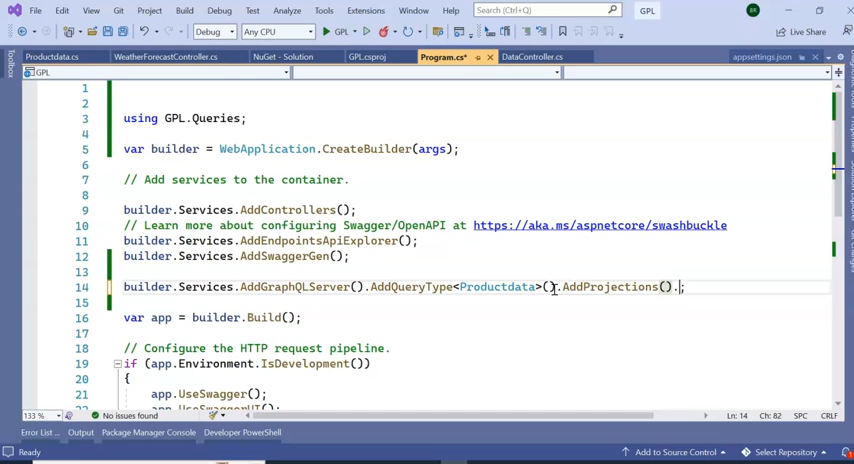 File Edit View Git Project Build Debug Test Analyze Tools Extensions Window Help Search (Ctrl+Q) GPL BR
Debug Any CPU GPL Live Share
Productdata.cs WeatherForecastController.cs NuGet - Solution GPL.csproj Program.cs* DataController.cs appsettings.json
Toolbox
GPL
1
2
3 using GPL.Queries;
4
5 var builder = WebApplication.CreateBuilder(args);
6
7 // Add services to the container.
8
9 builder.Services.AddControllers();
10 // Learn more about configuring Swagger/OpenAPI at https://aka.ms/aspnetcore/swashbuckle
11 builder.Services.AddEndpointsApiExplorer();
12 builder.Services.AddSwaggerGen();
13
14 builder.Services.AddGraphQLServer().AddQueryType<Productdata>().AddProjections().;
15
16 var app = builder.Build();
17
18 // Configure the HTTP request pipeline.
19 if (app.Environment.IsDevelopment())
20 {
21 app.UseSwagger();
22 app.UseSwaggerUI();
133 % No issues found Ln: 14 Ch: 82 SPC CRLF
Error List ... Output Package Manager Console Developer PowerShell
Ready Add to Source Control Select Repository